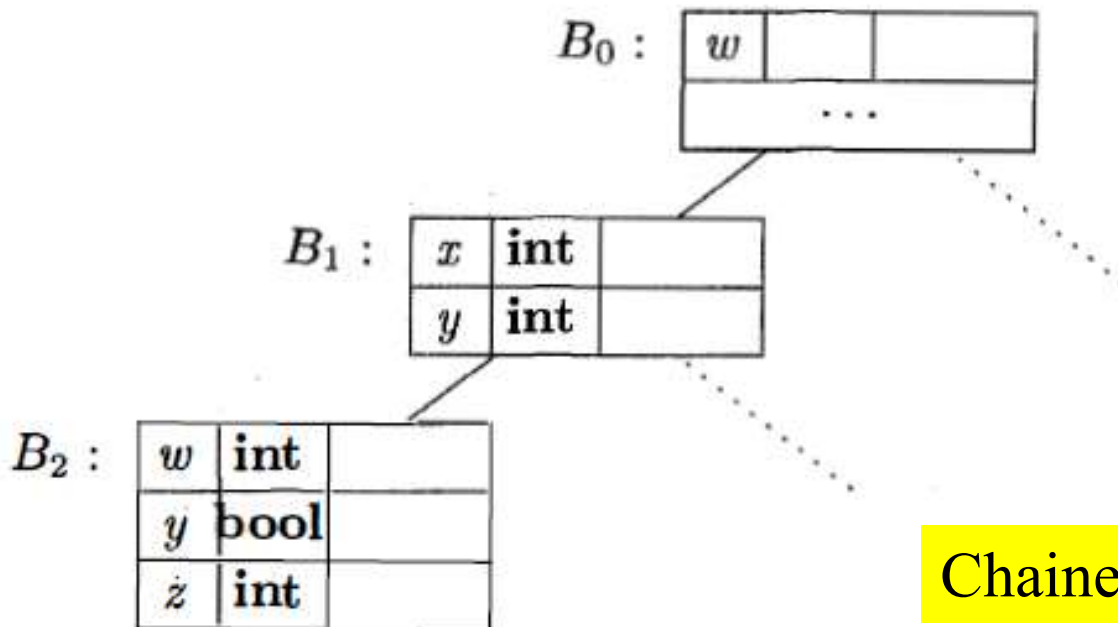 B₀ : w
...
B₁ : x int
y int
B₂ : w int
y bool
z int
Chaine